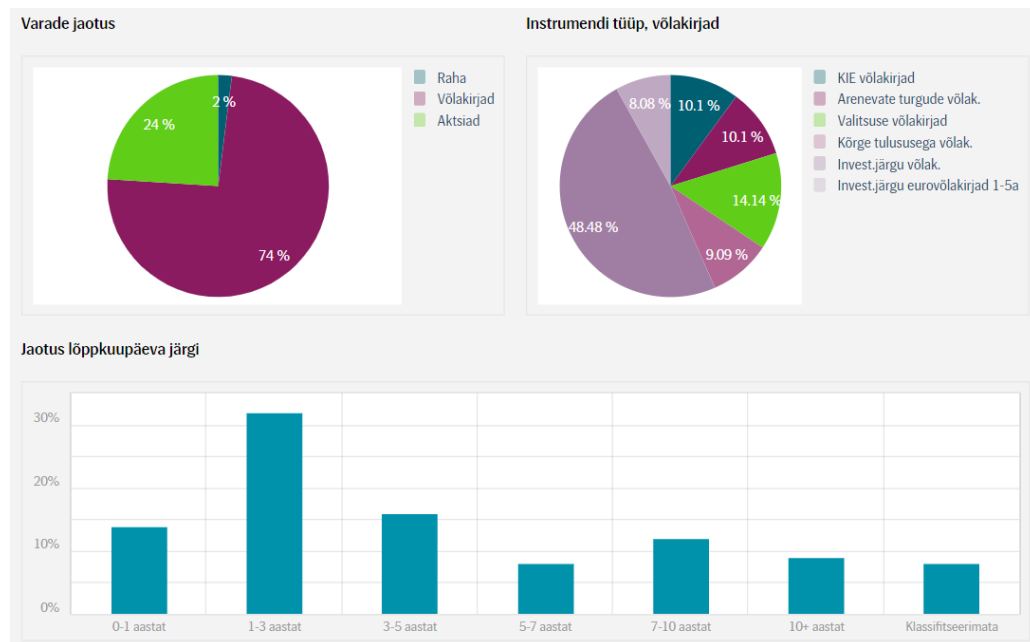 Varade jaotus
Instrumendi tüüp, võlakirjad
2 %
24 %
74 %
Raha
Võlakirjad
Aktsiad
8.08 %
10.1 %
10.1 %
14.14 %
48.48 %
9.09 %
KIE võlakirjad
Arenevate turgude võlak.
Valitsuse võlakirjad
Kõrge tulususega võlak.
Invest.järgu võlak.
Invest.järgu eurovõlakirjad 1-5a
Jaotus lõppkuupäeva järgi
30%
20%
10%
0%
0-1 aastat
1-3 aastat
3-5 aastat
5-7 aastat
7-10 aastat
10+ aastat
Klassifitseerimata